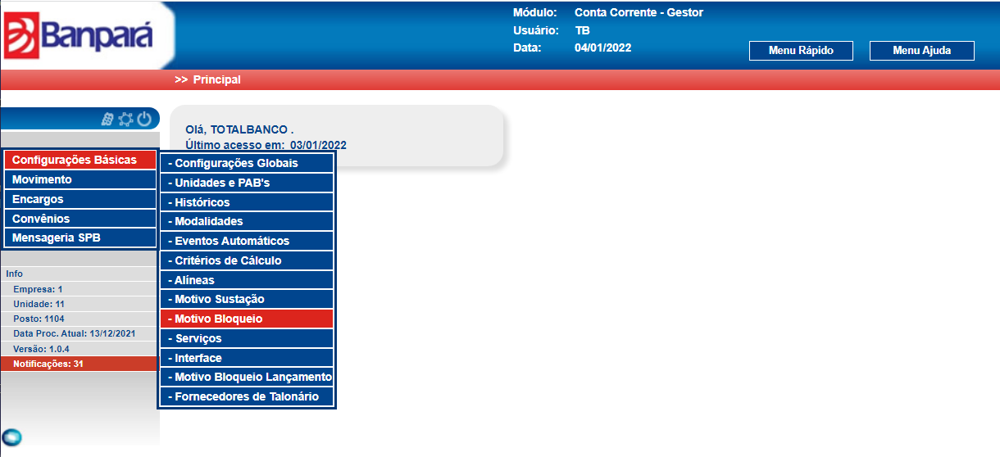 Banpará
Módulo: Conta Corrente - Gestor
Usuário: TB
Data: 04/01/2022
Menu Rápido
Menu Ajuda
>> Principal
Olá, TOTALBANCO .
Último acesso em: 03/01/2022
Configurações Básicas
Movimento
Encargos
Convênios
Mensageria SPB
- Configurações Globais
- Unidades e PAB's
- Históricos
- Modalidades
- Eventos Automáticos
- Critérios de Cálculo
- Alíneas
- Motivo Sustação
- Motivo Bloqueio
- Serviços
- Interface
- Motivo Bloqueio Lançamento
- Fornecedores de Talonário
Info
Empresa: 1
Unidade: 11
Posto: 1104
Data Proc. Atual: 13/12/2021
Versão: 1.0.4
Notificações: 31